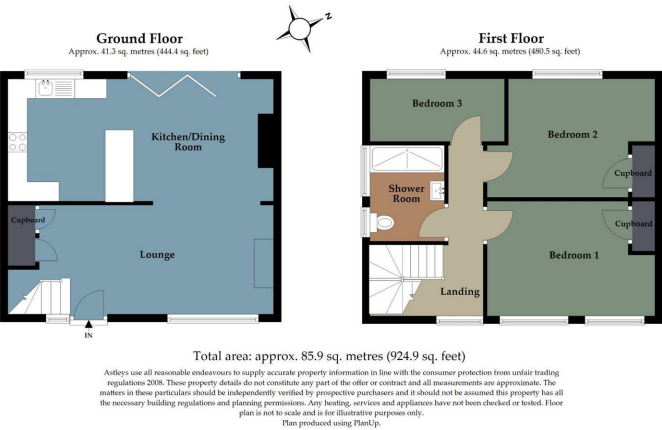 Ground Floor
Approx. 41.3 sq. metres (444.4 sq. feet)
Z
First Floor
Approx. 44.6 sq. metres (480.5 sq. feet)
Kitchen/Dining
Room
Cupboard
Lounge
IN
Bedroom 3
Bedroom 2
Cupboard
Shower
Room
Cupboard
Bedroom 1
Landing
Total area: approx. 85.9 sq. metres (924.9 sq. feet)
Astleys use all reasonable endeavours to supply accurate property information in line with the consumer protection from unfair trading
regulations 2008. These property details do not constitute any part of the offer or contract and all measurements are approximate. The
matters in these particulars should be independently verified by prospective purchasers and it should not be assumed this property has all
the necessary building regulations and planning permissions. Any heating, services and appliances have not been checked or tested. Floor
plan is not to scale and is for illustrative purposes only.
Plan produced using PlanUp.